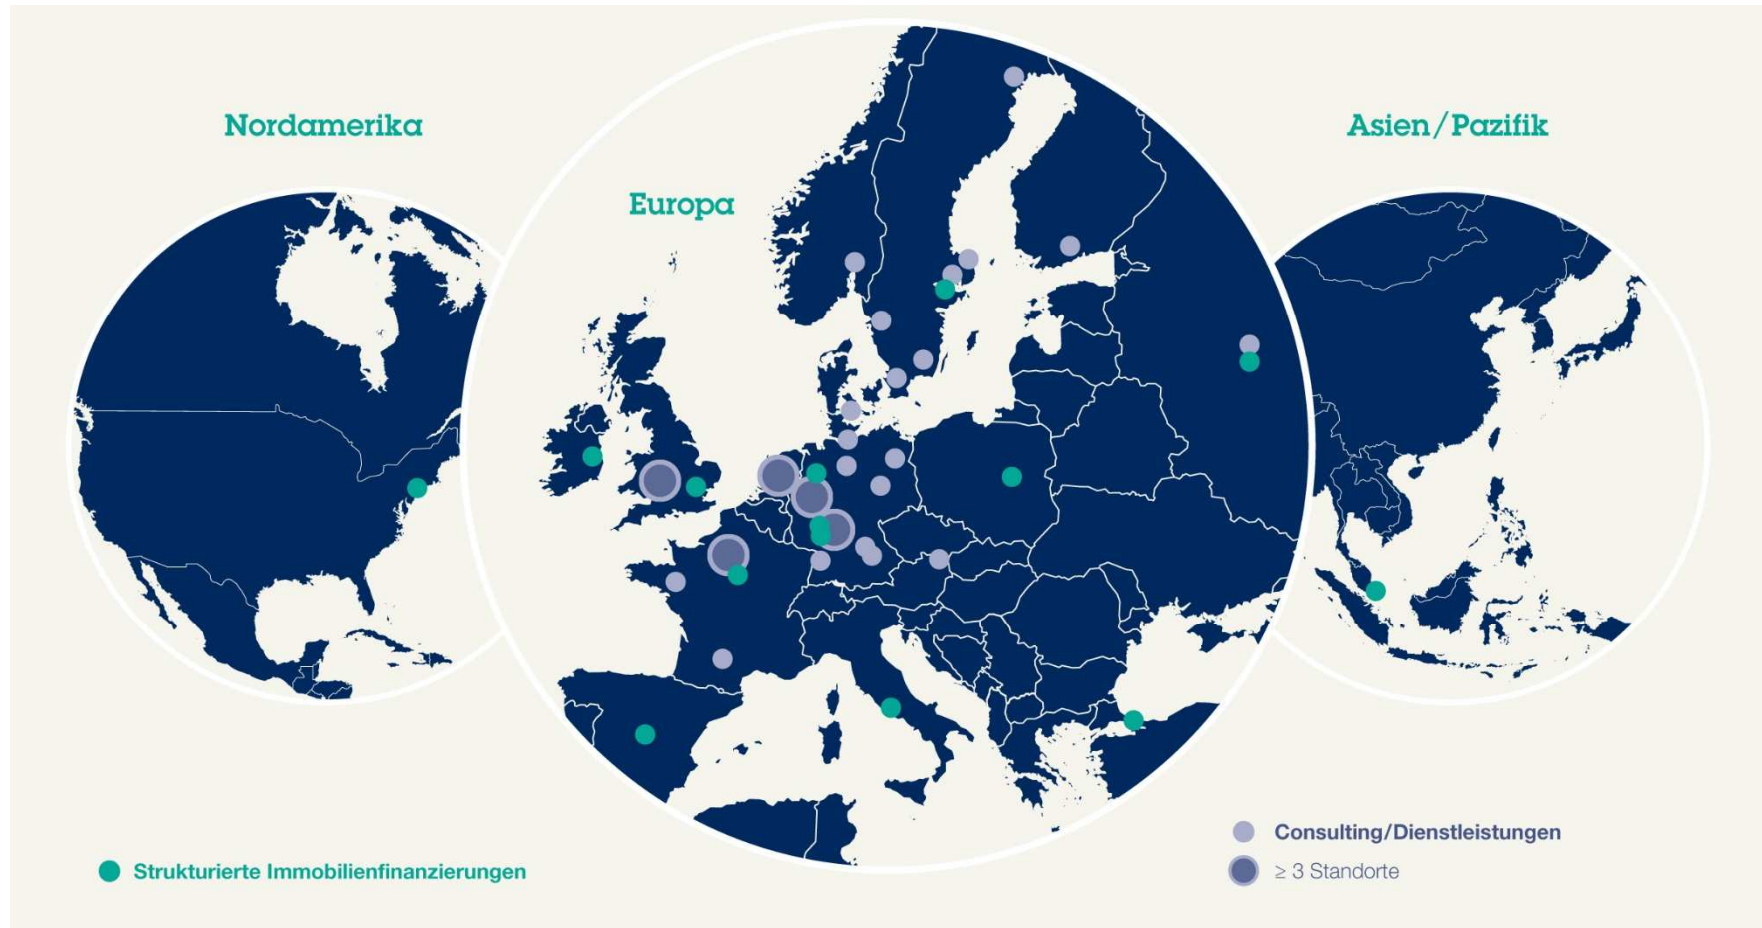 Nordamerika
Europa
Asien/Pazifik
Strukturierte Immobilienfinanzierungen
Consulting/Dienstleistungen
≥ 3 Standorte